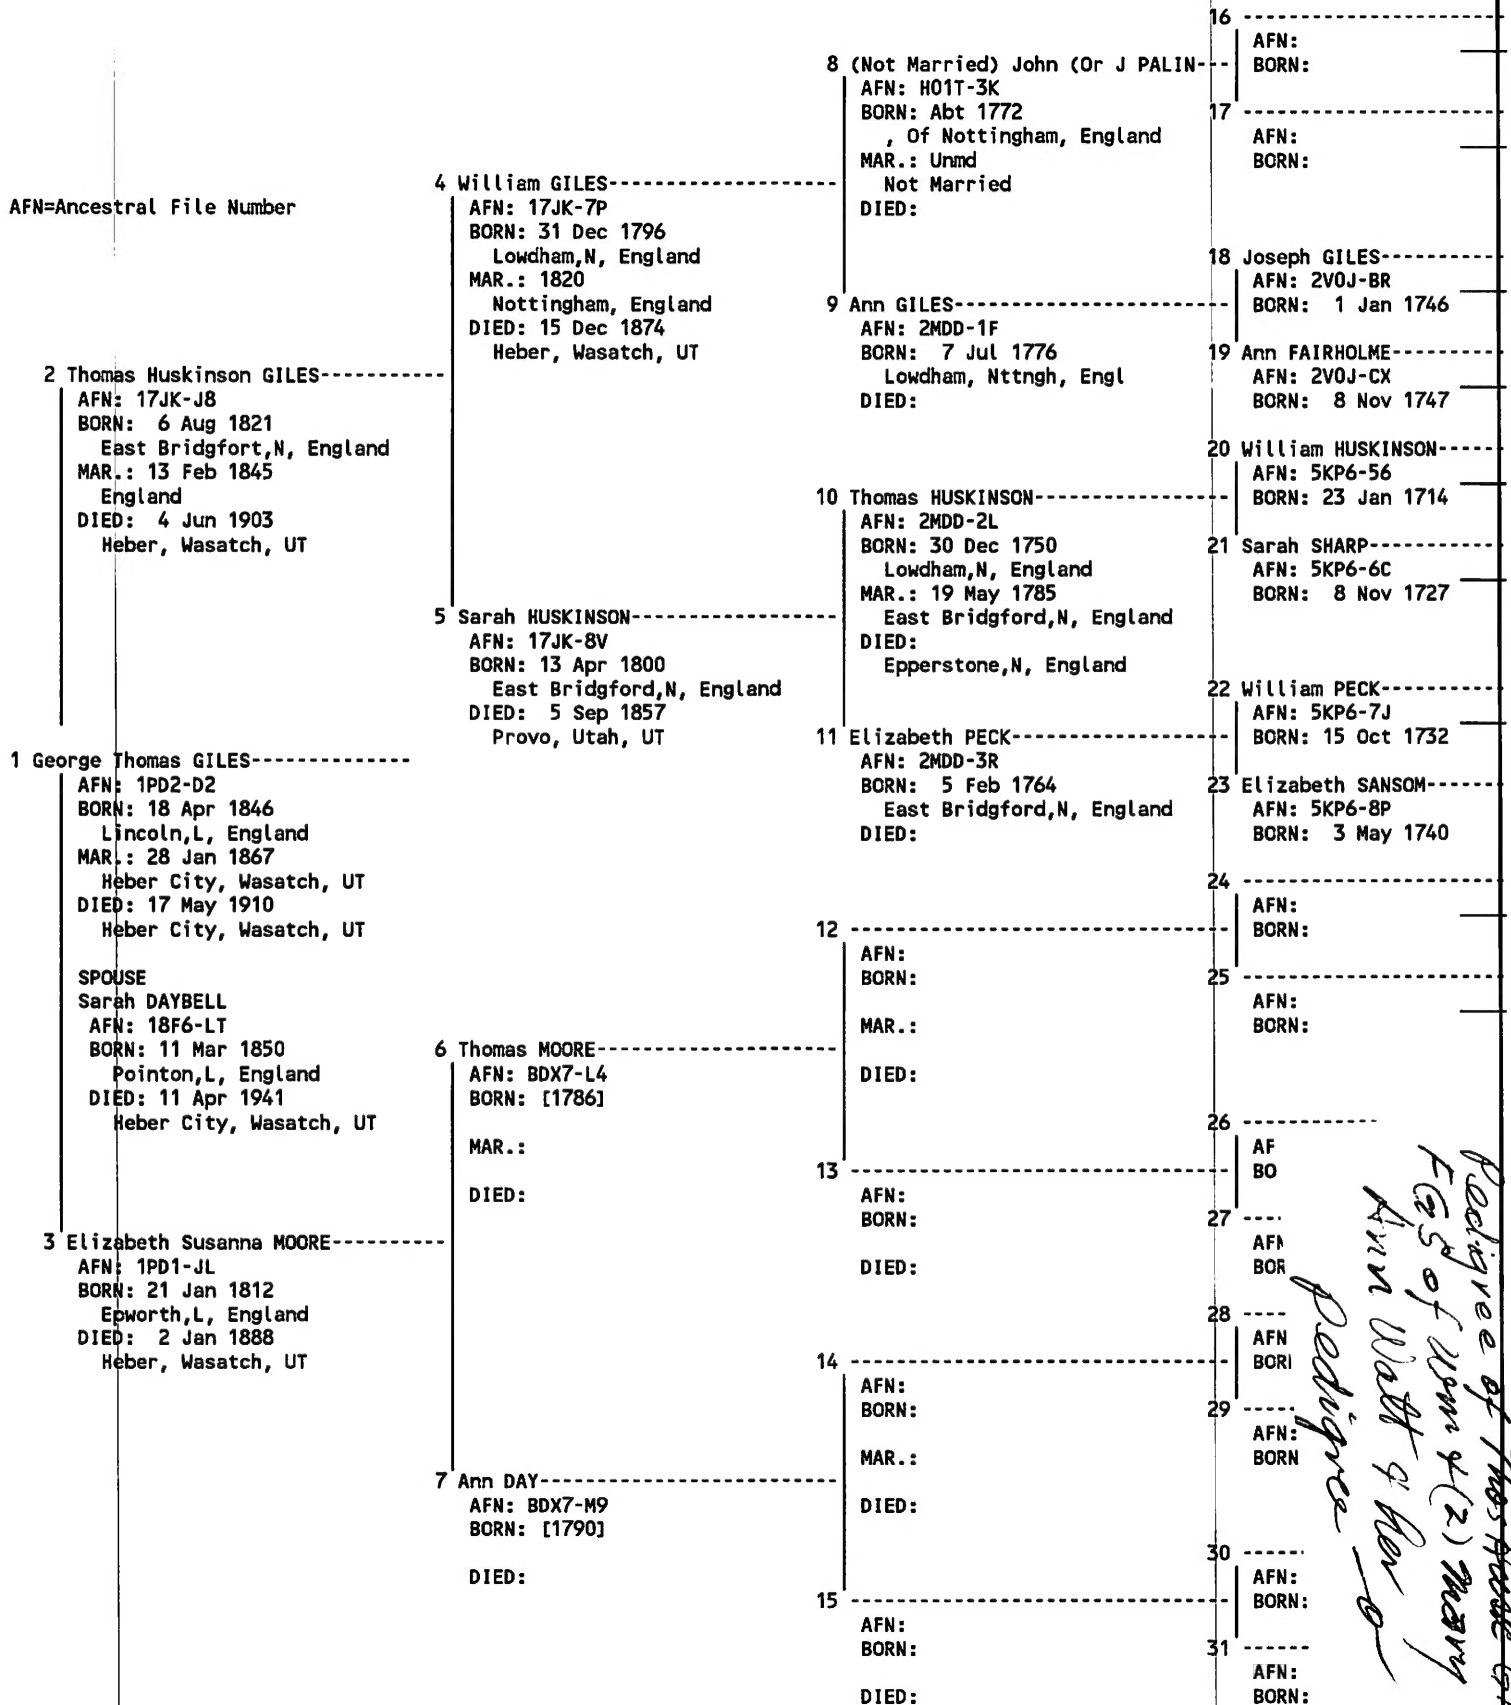 AFN=Ancestral File Number
1 George Thomas GILES--------------
AFN: 1PD2-D2
BORN: 18 Apr 1846
Lincoln,L, England
MAR.: 28 Jan 1867
Heber City, Wasatch, UT
DIED: 17 May 1910
Heber City, Wasatch, UT
SPOUSE
Sarah DAYBELL
AFN: 18F6-LT
BORN: 11 Mar 1850
Pointon,L, England
DIED: 11 Apr 1941
Heber City, Wasatch, UT
2 Thomas Huskinson GILES-----------
AFN: 17JK-J8
BORN: 6 Aug 1821
East Bridgfort,N, England
MAR.: 13 Feb 1845
England
DIED: 4 Jun 1903
Heber, Wasatch, UT
3 Elizabeth Susanna MOORE----------
AFN: 1PD1-JL
BORN: 21 Jan 1812
Epworth,L, England
DIED: 2 Jan 1888
Heber, Wasatch, UT
4 William GILES--------------------
AFN: 17JK-7P
BORN: 31 Dec 1796
Lowdham,N, England
MAR.: 1820
Nottingham, England
DIED: 15 Dec 1874
Heber, Wasatch, UT
5 Sarah HUSKINSON------------------
AFN: 17JK-8V
BORN: 13 Apr 1800
East Bridgford,N, England
DIED: 5 Sep 1857
Provo, Utah, UT
6 Thomas MOORE---------------------
AFN: BDX7-L4
BORN: [1786]
MAR.:
DIED:
7 Ann DAY--------------------------
AFN: BDX7-M9
BORN: [1790]
DIED:
8 (Not Married) John (Or J PALIN---
AFN: H01T-3K
BORN: Abt 1772
, Of Nottingham, England
MAR.: Unmd
Not Married
DIED:
9 Ann GILES------------------------
AFN: 2MDD-1F
BORN: 7 Jul 1776
Lowdham, Nttngh, Engl
DIED:
10 Thomas HUSKINSON-----------------
AFN: 2MDD-2L
BORN: 30 Dec 1750
Lowdham,N, England
MAR.: 19 May 1785
East Bridgford,N, England
DIED:
Epperstone,N, England
11 Elizabeth PECK-------------------
AFN: 2MDD-3R
BORN: 5 Feb 1764
East Bridgford,N, England
DIED:
12 ---------------------------------
AFN:
BORN:
MAR.:
DIED:
13 ---------------------------------
AFN:
BORN:
DIED:
14 ---------------------------------
AFN:
BORN:
MAR.:
DIED:
15 ---------------------------------
AFN:
BORN:
DIED:
16 ----------------------
AFN:
BORN:
17 ----------------------
AFN:
BORN:
18 Joseph GILES----------
AFN: 2V0J-BR
BORN: 1 Jan 1746
19 Ann FAIRHOLME---------
AFN: 2V0J-CX
BORN: 8 Nov 1747
20 William HUSKINSON-----
AFN: 5KP6-56
BORN: 23 Jan 1714
21 Sarah SHARP-----------
AFN: 5KP6-6C
BORN: 8 Nov 1727
22 William PECK----------
AFN: 5KP6-7J
BORN: 15 Oct 1732
23 Elizabeth SANSOM------
AFN: 5KP6-8P
BORN: 3 May 1740
24 ----------------------
AFN:
BORN:
25 ----------------------
AFN:
BORN:
26 ------------
AF
BO
27 ----
AFN
BOR
28 ----
AFN
BORI
29 -----
AFN:
BORN
30 ------
AFN:
BORN:
31 ------
AFN:
BORN:
Pedigree of Thos
FGS of Wm & (2) Mary
Ann Watt & her
pedigree